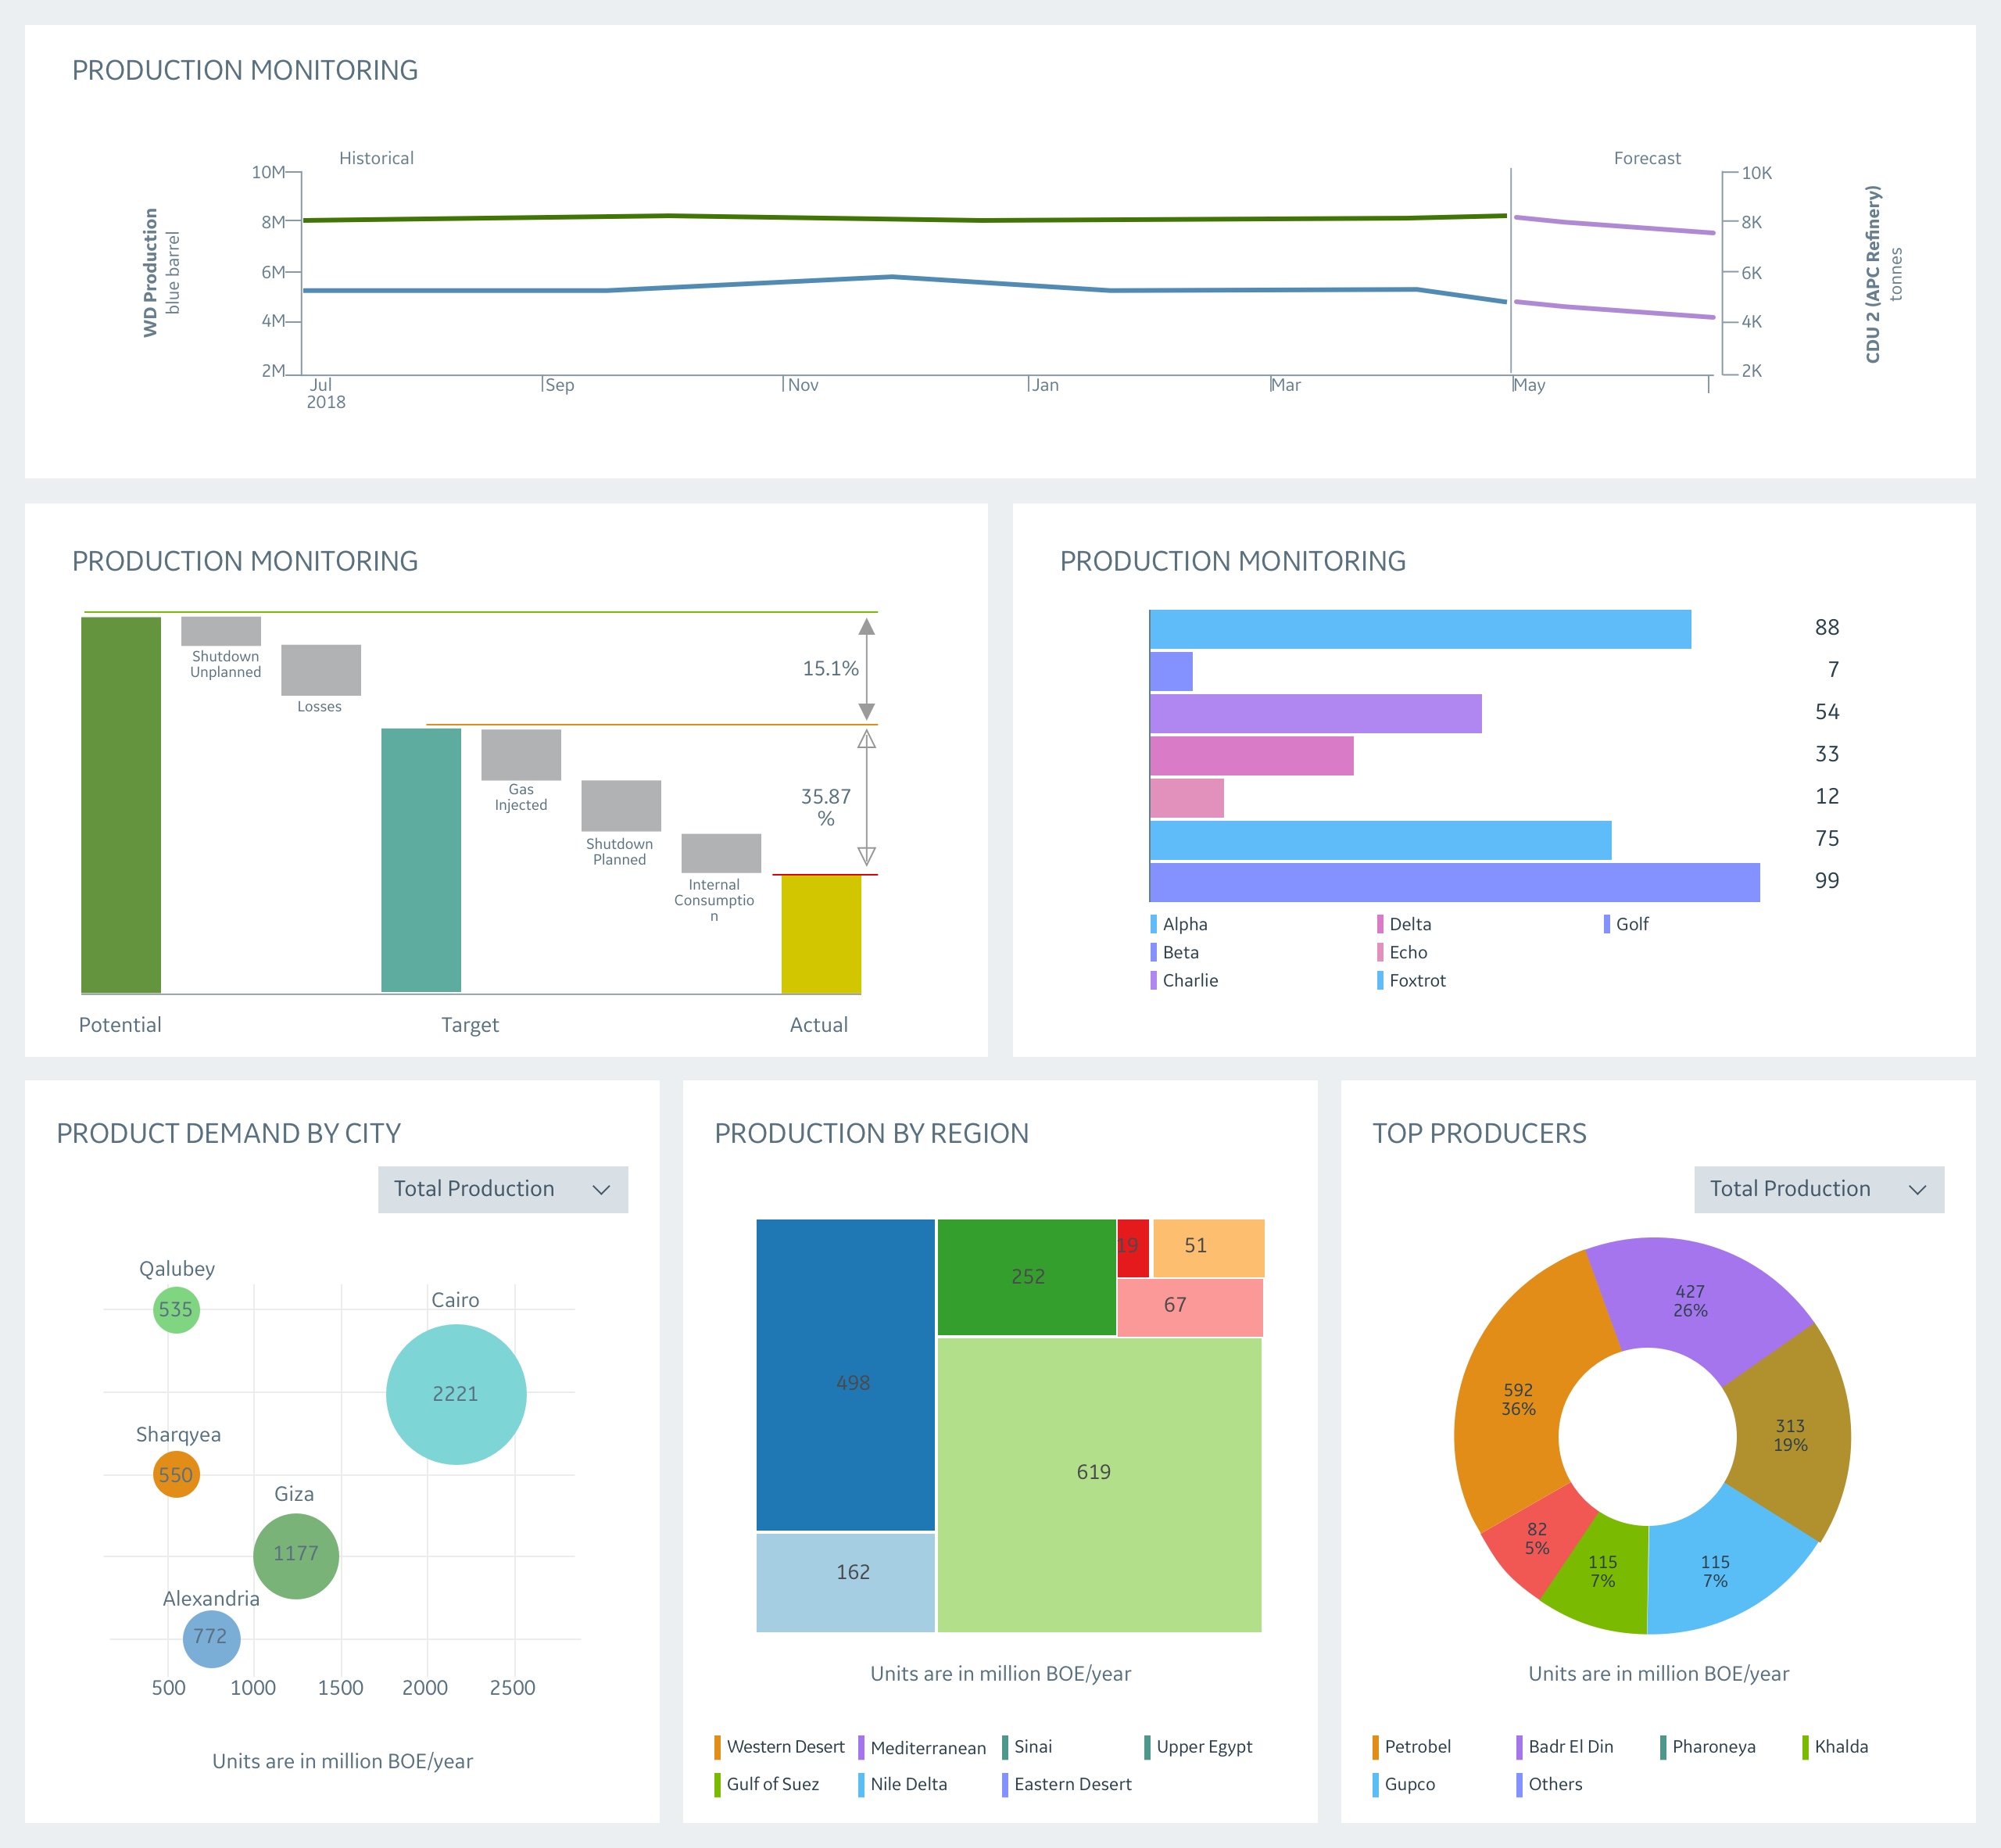 PRODUCTION MONITORING
Historical
Forecast
10M
8M
6M
4M
2M
WD Production
blue barrel
10K
8K
6K
4K
2K
CDU 2 (APC Refinery)
tonnes
Jul
2018
Sep
Nov
Jan
Mar
May
PRODUCTION MONITORING
Shutdown
Unplanned
Losses
Gas
Injected
Shutdown
Planned
Internal
Consumptio
n
15.1%
35.87
%
Potential
Target
Actual
PRODUCTION MONITORING
88
7
54
33
12
75
99
Alpha
Delta
Golf
Beta
Echo
Charlie
Foxtrot
PRODUCT DEMAND BY CITY
Total Production
Qalubey
535
Cairo
2221
Sharqyea
550
Giza
1177
Alexandria
772
500
1000
1500
2000
2500
Units are in million BOE/year
PRODUCTION BY REGION
252
19
51
67
498
619
162
Units are in million BOE/year
Western Desert
Mediterranean
Sinai
Upper Egypt
Gulf of Suez
Nile Delta
Eastern Desert
TOP PRODUCERS
Total Production
427
26%
592
36%
313
19%
82
5%
115
7%
115
7%
Units are in million BOE/year
Petrobel
Badr El Din
Pharoneya
Khalda
Gupco
Others